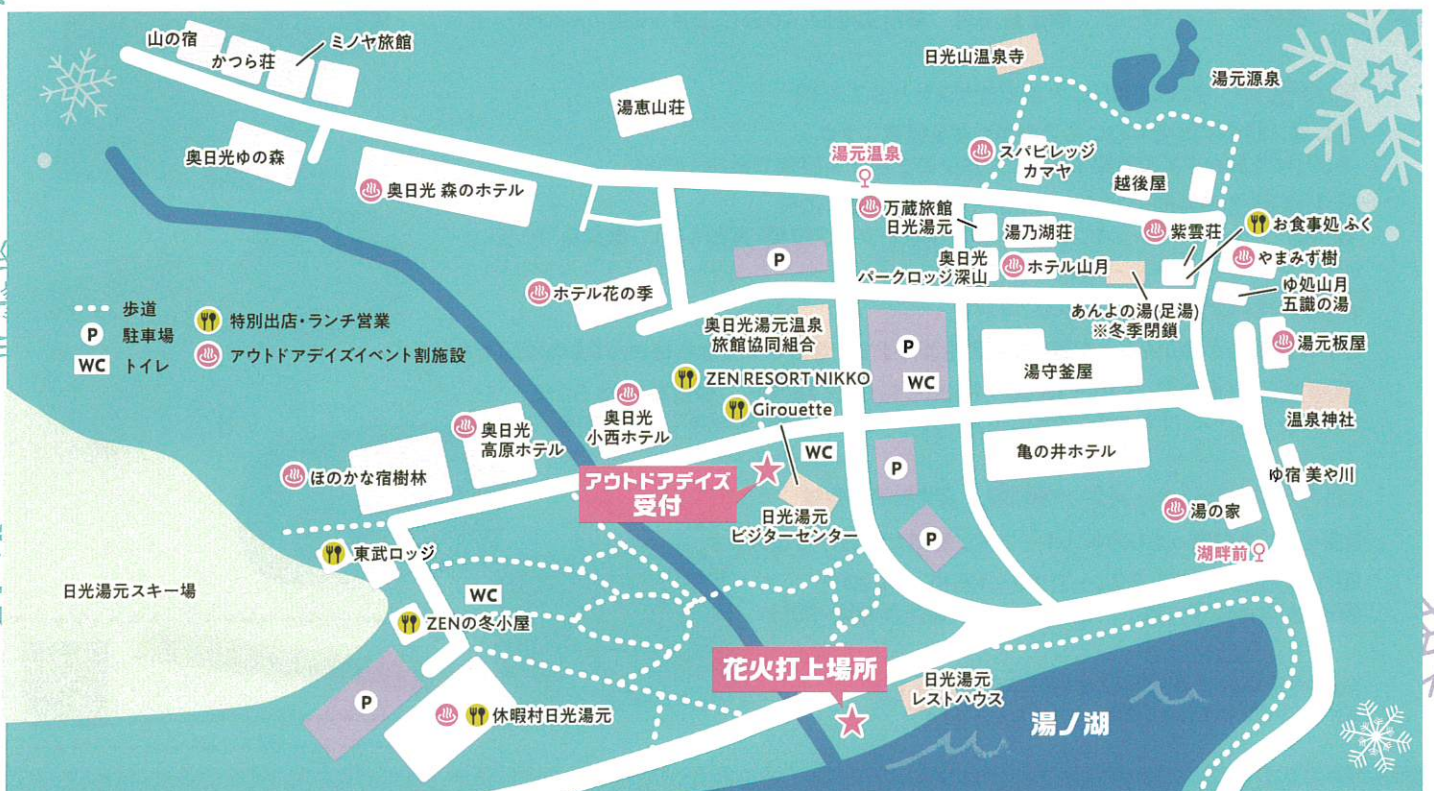 山の宿
かつら荘
ミノヤ旅館
日光山温泉寺
湯元源泉
湯恵山荘
奥日光ゆの森
奥日光 森のホテル
湯元温泉
スパビレッジ
カマヤ
越後屋
万蔵旅館
日光湯元
湯乃湖荘
紫雲荘
お食事処 ふく
奥日光
パークロッジ深山
ホテル山月
やまみず樹
P
ホテル花の季
あんよの湯(足湯)
※冬季閉鎖
ゆ処山月
五識の湯
歩道
P 駐車場
WC トイレ
特別出店・ランチ営業
アウトドアデイズイベント割施設
奥日光湯元温泉
旅館協同組合
P
WC
湯守釜屋
湯元板屋
ZEN RESORT NIKKO
Girouette
奥日光
小西ホテル
奥日光
高原ホテル
温泉神社
WC
P
亀の井ホテル
ほのかな宿樹林
アウトドアデイズ
受付
日光湯元
ビジターセンター
ゆ宿 美や川
湯の家
P
湖畔前
東武ロッジ
日光湯元スキー場
WC
ZENの冬小屋
花火打上場所
日光湯元
レストハウス
P
休暇村日光湯元
湯ノ湖